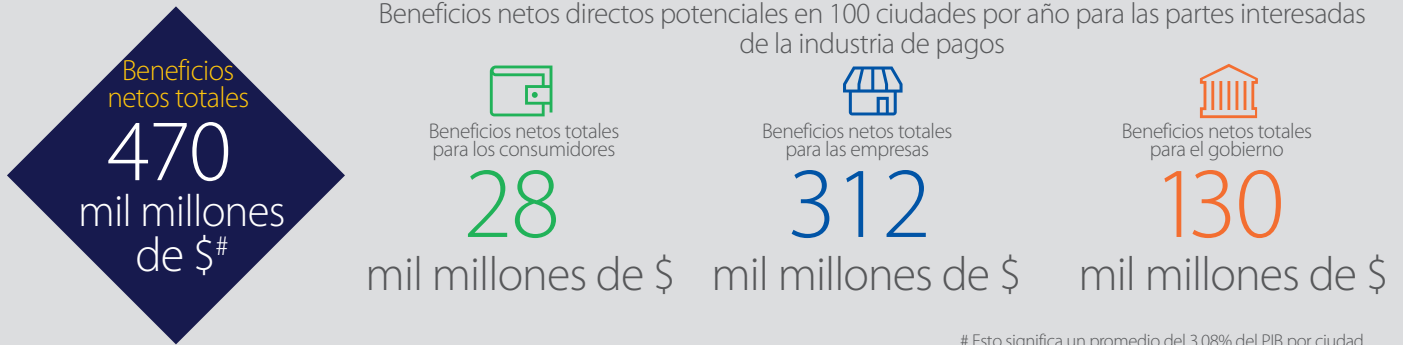 Beneficios netos directos potenciales en 100 ciudades por año para las partes interesadas
de la industria de pagos
Beneficios
netos totales
470
mil millones
de $#
Beneficios netos totales
para los consumidores
28
mil millones de $
Beneficios netos totales
para las empresas
312
mil millones de $
Beneficios netos totales
para el gobierno
130
mil millones de $
# Esto significa un promedio del 3,08% del PIB por ciudad